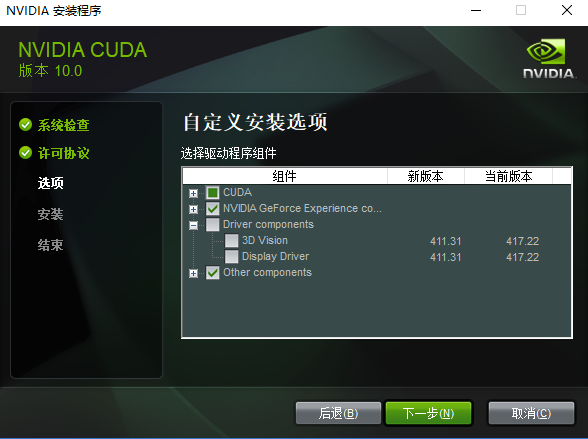 NVIDIA 安装程序
NVIDIA CUDA
版本 10.0
NVIDIA.
系统检查
许可协议
选项
安装
结束
自定义安装选项
选择驱动程序组件
组件 新版本 当前版本
CUDA
NVIDIA GeForce Experience co...
Driver components
3D Vision 411.31 417.22
Display Driver 411.31 417.22
Other components
后退(B) 下一步(N) 取消(C)